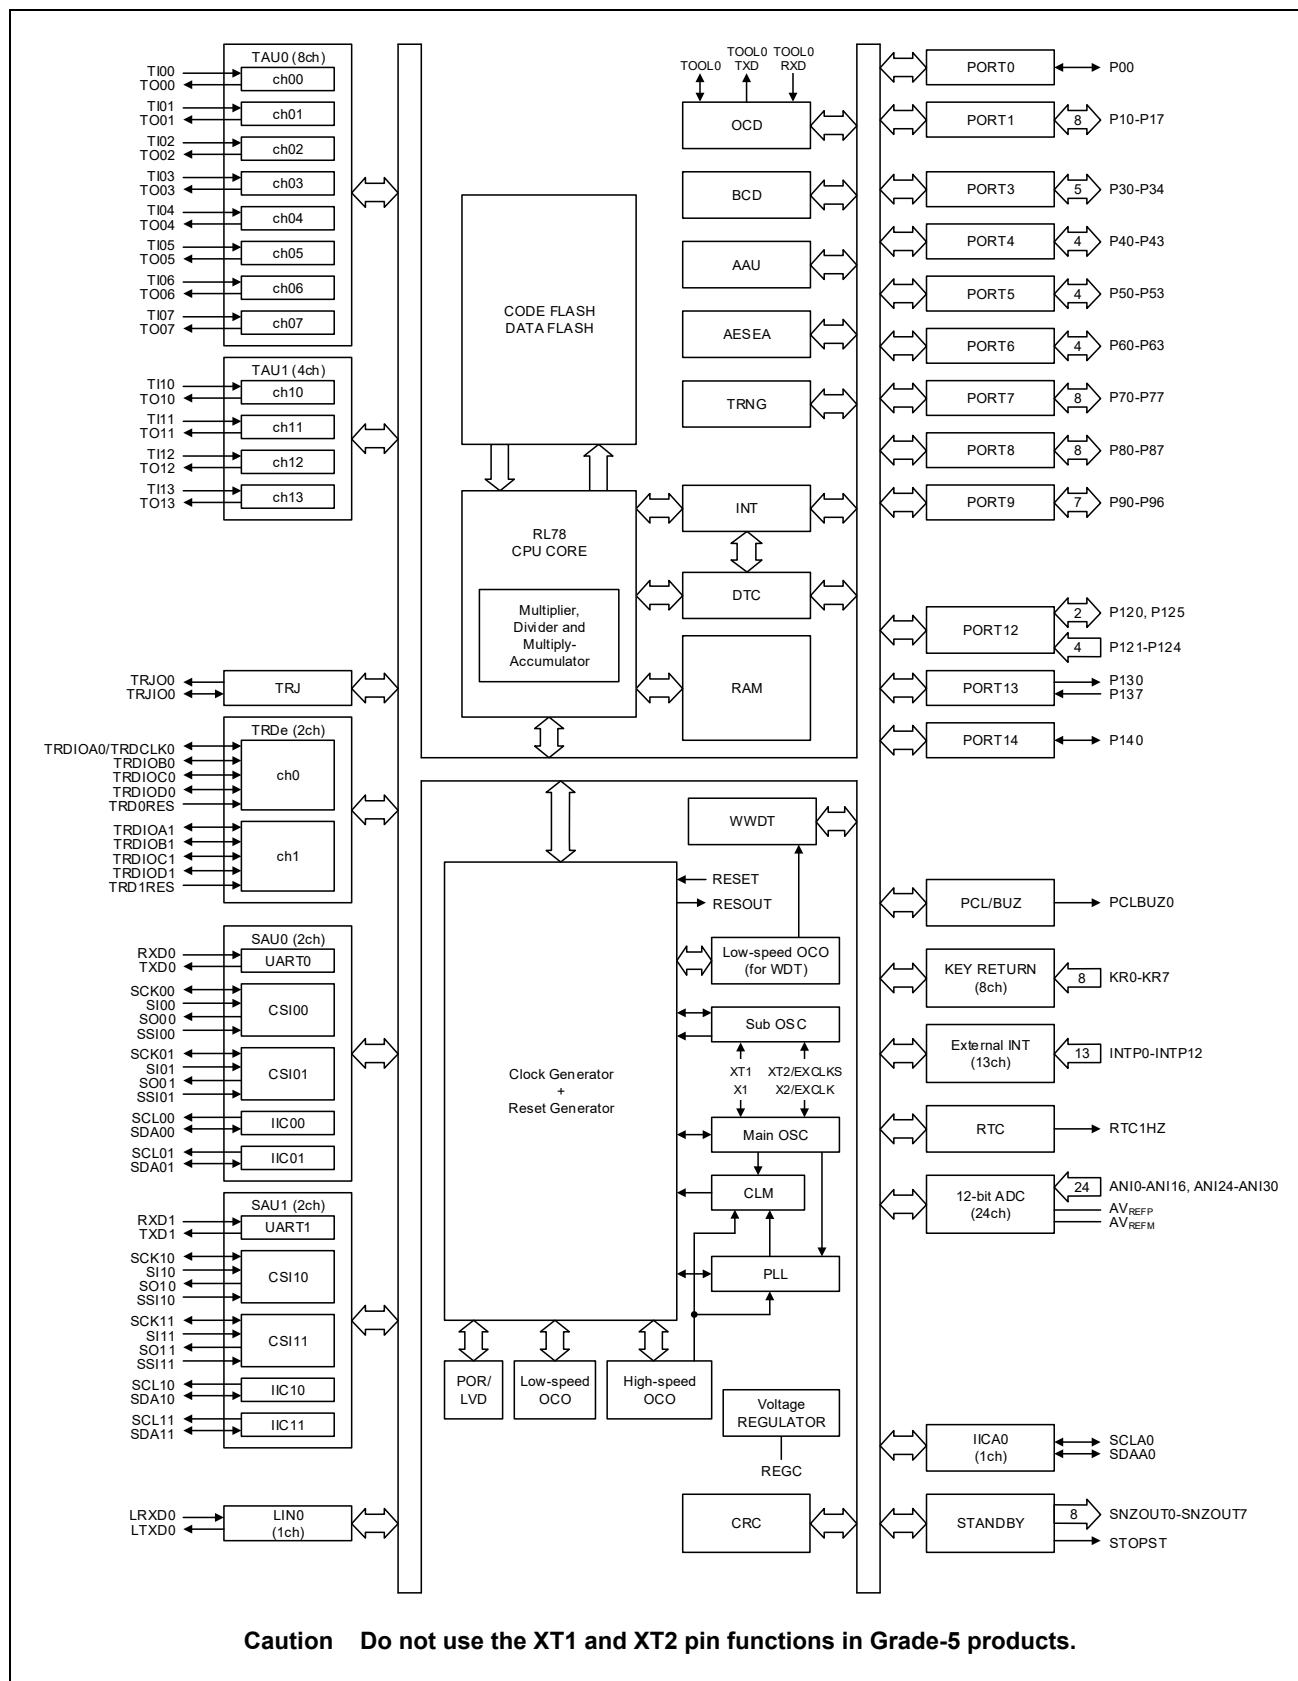 TAU0 (8ch)
TI00
TO00
ch00
TI01
TO01
ch01
TI02
TO02
ch02
TI03
TO03
ch03
TI04
TO04
ch04
TI05
TO05
ch05
TI06
TO06
ch06
TI07
TO07
ch07
TAU1 (4ch)
TI10
TO10
ch10
TI11
TO11
ch11
TI12
TO12
ch12
TI13
TO13
ch13
TRJO0
TRJIO0
TRJ
TRDe (2ch)
TRDIOA0/TRDCLK0
TRDIOB0
TRDIOC0
TRDIOD0
TRD0RES
ch0
TRDIOA1
TRDIOB1
TRDIOC1
TRDIOD1
TRD1RES
ch1
SAU0 (2ch)
RXD0
TXD0
UART0
SCK00
SI00
SO00
SSI00
CSI00
SCK01
SI01
SO01
SSI01
CSI01
SCL00
SDA00
IIC00
SCL01
SDA01
IIC01
SAU1 (2ch)
RXD1
TXD1
UART1
SCK10
SI10
SO10
SSI10
CSI10
SCK11
SI11
SO11
SSI11
CSI11
SCL10
SDA10
IIC10
SCL11
SDA11
IIC11
LRXD0
LTXD0
LIN0
(1ch)
TOOL0
TOOL0
TXD
TOOL0
RXD
OCD
BCD
AAU
AESEA
TRNG
CODE FLASH
DATA FLASH
RL78
CPU CORE
Multiplier,
Divider and
Multiply-
Accumulator
INT
DTC
RAM
WWDT
RESET
RESOUT
Low-speed OCO
(for WDT)
Sub OSC
XT1
XT2/EXCLKS
X1
X2/EXCLK
Main OSC
CLM
PLL
Clock Generator
+
Reset Generator
POR/
LVD
Low-speed
OCO
High-speed
OCO
Voltage
REGULATOR
REGC
CRC
PORT0
P00
PORT1
8
P10-P17
PORT3
5
P30-P34
PORT4
4
P40-P43
PORT5
4
P50-P53
PORT6
4
P60-P63
PORT7
8
P70-P77
PORT8
8
P80-P87
PORT9
7
P90-P96
PORT12
2
P120, P125
4
P121-P124
PORT13
P130
P137
PORT14
P140
PCL/BUZ
PCLBUZ0
KEY RETURN
(8ch)
8
KR0-KR7
External INT
(13ch)
13
INTP0-INTP12
RTC
RTC1HZ
12-bit ADC
(24ch)
24
ANI0-ANI16, ANI24-ANI30
AVREFP
AVREFM
IICA0
(1ch)
SCLA0
SDAA0
STANDBY
8
SNZOUT0-SNZOUT7
STOPST
Caution Do not use the XT1 and XT2 pin functions in Grade-5 products.